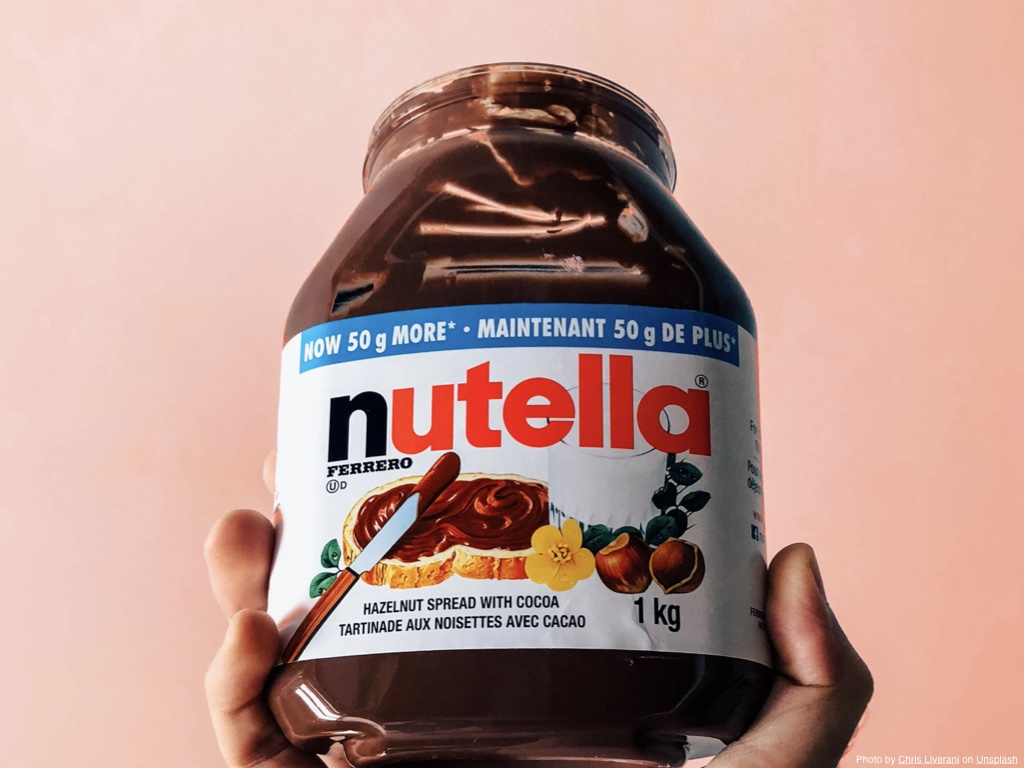 NOW 50 g MORE* • MAINTENANT 50 g DE PLUS*
nutella®
FERRERO
Ⓤ D
HAZELNUT SPREAD WITH COCOA
TARTINADE AUX NOISETTES AVEC CACAO
1 kg
Photo by Chris Liverani on Unsplash